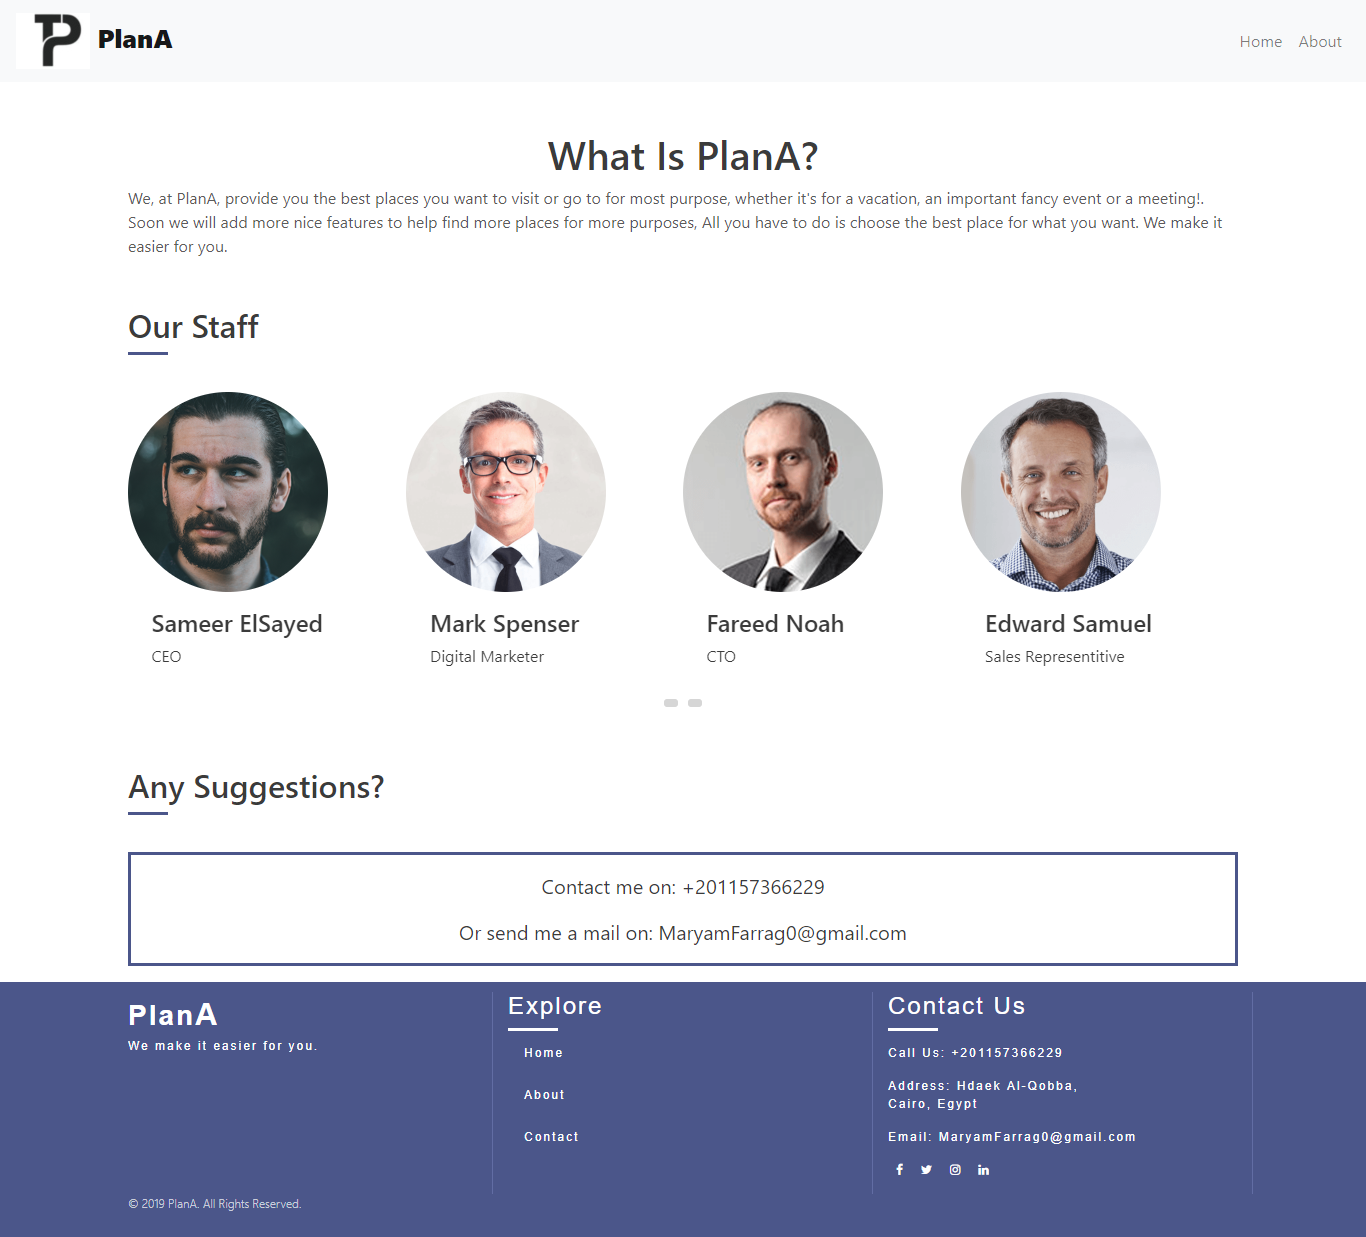 PlanA
Home About
What Is PlanA?
We, at PlanA, provide you the best places you want to visit or go to for most purpose, whether it's for a vacation, an important fancy event or a meeting!.
Soon we will add more nice features to help find more places for more purposes, All you have to do is choose the best place for what you want. We make it
easier for you.
Our Staff
Sameer ElSayed
CEO
Mark Spenser
Digital Marketer
Fareed Noah
CTO
Edward Samuel
Sales Representitive
Any Suggestions?
Contact me on: +201157366229
Or send me a mail on: MaryamFarrag0@gmail.com
PlanA
We make it easier for you.
Explore
Home
About
Contact
Contact Us
Call Us: +201157366229
Address: Hdaek Al-Qobba,
Cairo, Egypt
Email: MaryamFarrag0@gmail.com
© 2019 PlanA. All Rights Reserved.